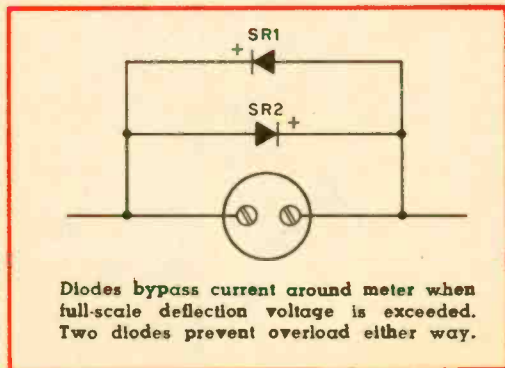 SR1
+
SR2
+
Diodes bypass current around meter when
full-scale deflection voltage is exceeded.
Two diodes prevent overload either way.